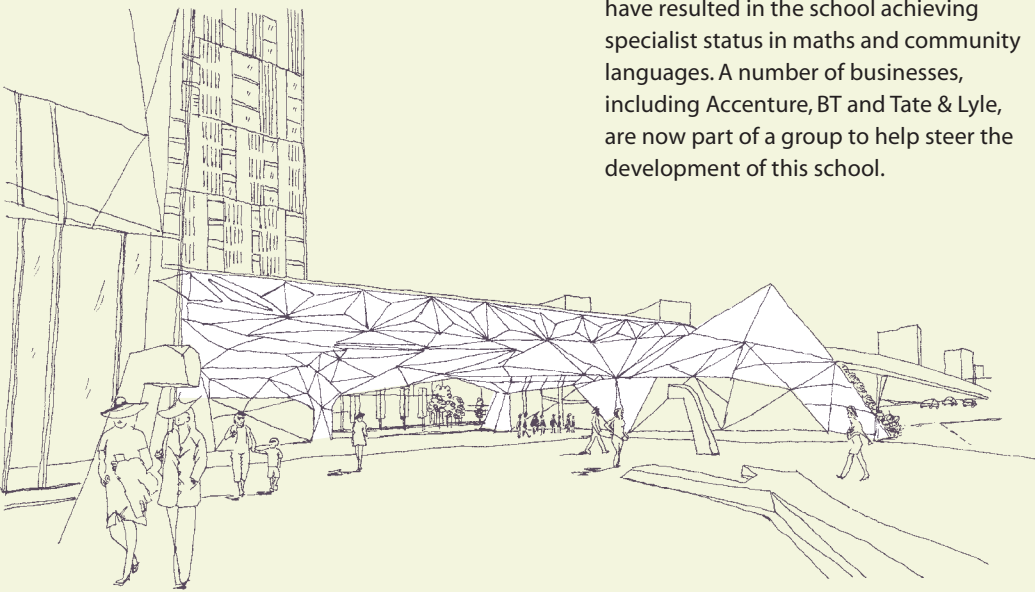 have resulted in the school achieving
specialist status in maths and community
languages. A number of businesses,
including Accenture, BT and Tate & Lyle,
are now part of a group to help steer the
development of this school.